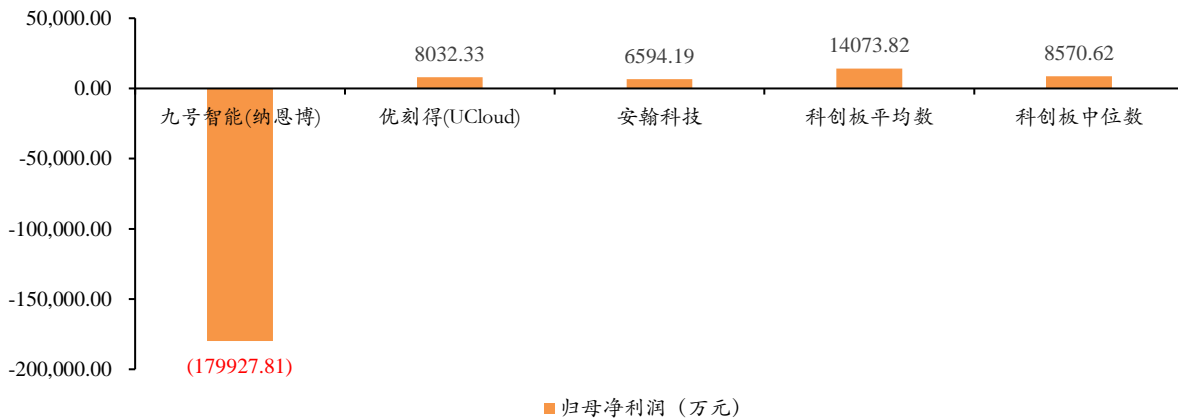 50,000.00
0.00
-50,000.00
-100,000.00
-150,000.00
-200,000.00
8032.33
6594.19
14073.82
8570.62
(179927.81)
九号智能(纳恩博)
优刻得(UCloud)
安翰科技
科创板平均数
科创板中位数
归母净利润（万元）